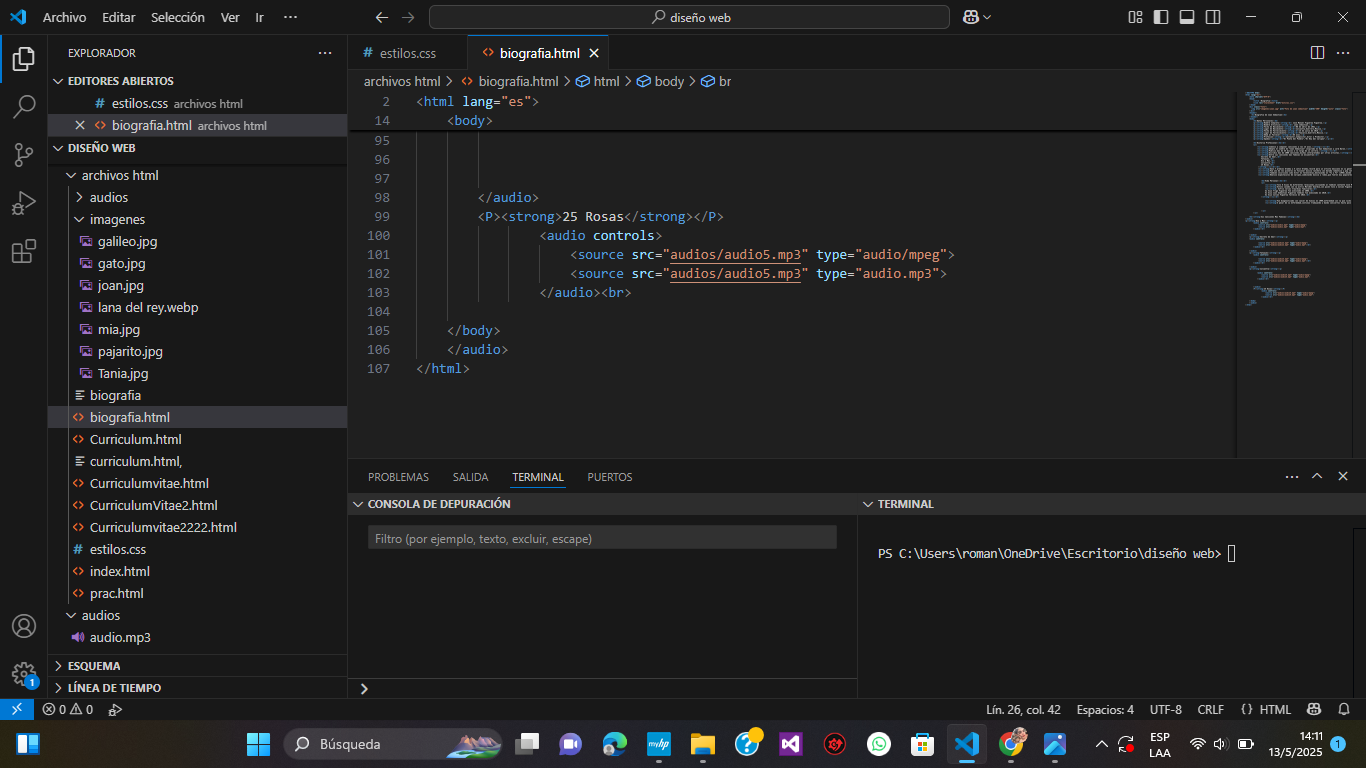 Archivo Editar Selección Ver Ir ··· diseño web
EXPLORADOR ···
EDITORES ABIERTOS
# estilos.css archivos html
biografia.html archivos html
DISEÑO WEB
archivos html
audios
imagenes
galileo.jpg
gato.jpg
joan.jpg
lana del rey.webp
mia.jpg
pajarito.jpg
Tania.jpg
biografia
biografia.html
Curriculum.html
curriculum.html,
Curriculumvitae.html
CurriculumVitae2.html
Curriculumvitae2222.html
# estilos.css
index.html
prac.html
audios
audio.mp3
ESQUEMA
LÍNEA DE TIEMPO
# estilos.css biografia.html
archivos html > biografia.html > html > body > br
2 <html lang="es">
14 <body>
95
96
97
98 </audio>
99 <P><strong>25 Rosas</strong></P>
100 <audio controls>
101 <source src="audios/audio5.mp3" type="audio/mpeg">
102 <source src="audios/audio5.mp3" type="audio.mp3">
103 </audio><br>
104
105 </body>
106 </audio>
107 </html>
PROBLEMAS SALIDA TERMINAL PUERTOS ···
CONSOLA DE DEPURACIÓN
Filtro (por ejemplo, texto, excluir, escape)
TERMINAL
PS C:\Users\roman\OneDrive\Escritorio\diseño web>
1
0 0 Lín. 26, col. 42 Espacios: 4 UTF-8 CRLF {} HTML
Búsqueda
myhp
ESP
LAA
14:11
13/5/2025
1